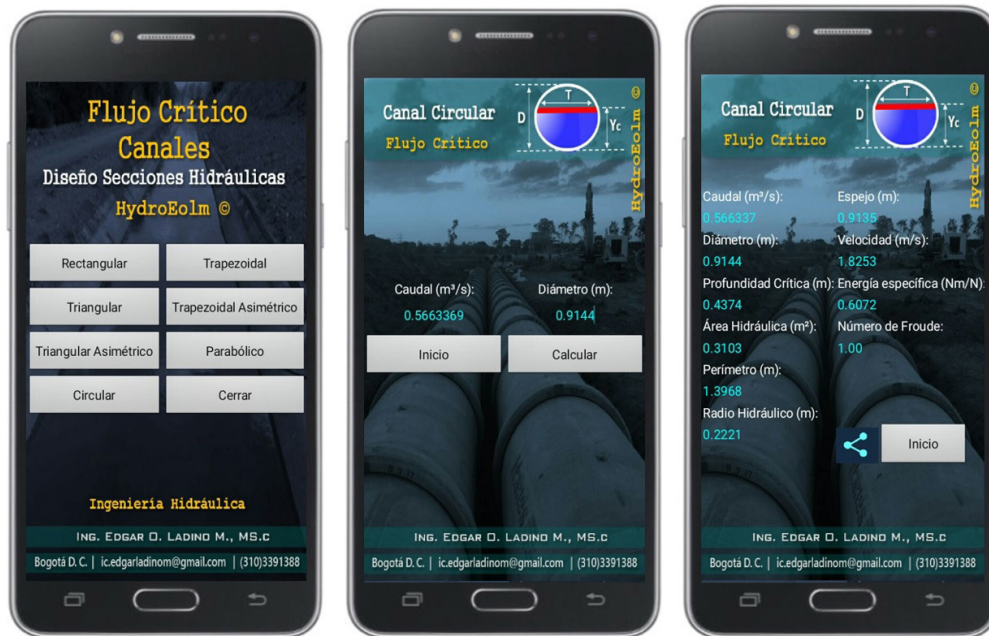 Flujo Crítico
Canales
Diseño Secciones Hidráulicas
HydroEolm ©
Rectangular
Trapezoidal
Triangular
Trapezoidal Asimétrico
Triangular Asimétrico
Parabólico
Circular
Cerrar
Ingeniería Hidráulica
ING. EDGAR O. LADINO M., MS.C
Bogotá D. C. | ic.edgarladinom@gmail.com | (310)3391388
Canal Circular
Flujo Crítico
D
T
Yc
HydroEolm ©
Caudal (m³/s):
Diámetro (m):
0.5663369
0.9144
Inicio
Calcular
ING. EDGAR O. LADINO M., MS.C
Bogotá D. C. | ic.edgarladinom@gmail.com | (310)3391388
Canal Circular
Flujo Crítico
D
T
Yc
HydroEolm ©
Caudal (m³/s):
Espejo (m):
0.566337
0.9135
Diámetro (m):
Velocidad (m/s):
0.9144
1.8253
Profundidad Crítica (m):
Energía específica (Nm/N):
0.4374
0.6072
Área Hidráulica (m²):
Número de Froude:
0.3103
1.00
Perímetro (m):
1.3968
Radio Hidráulico (m):
0.2221
Inicio
ING. EDGAR O. LADINO M., MS.C
Bogotá D. C. | ic.edgarladinom@gmail.com | (310)3391388